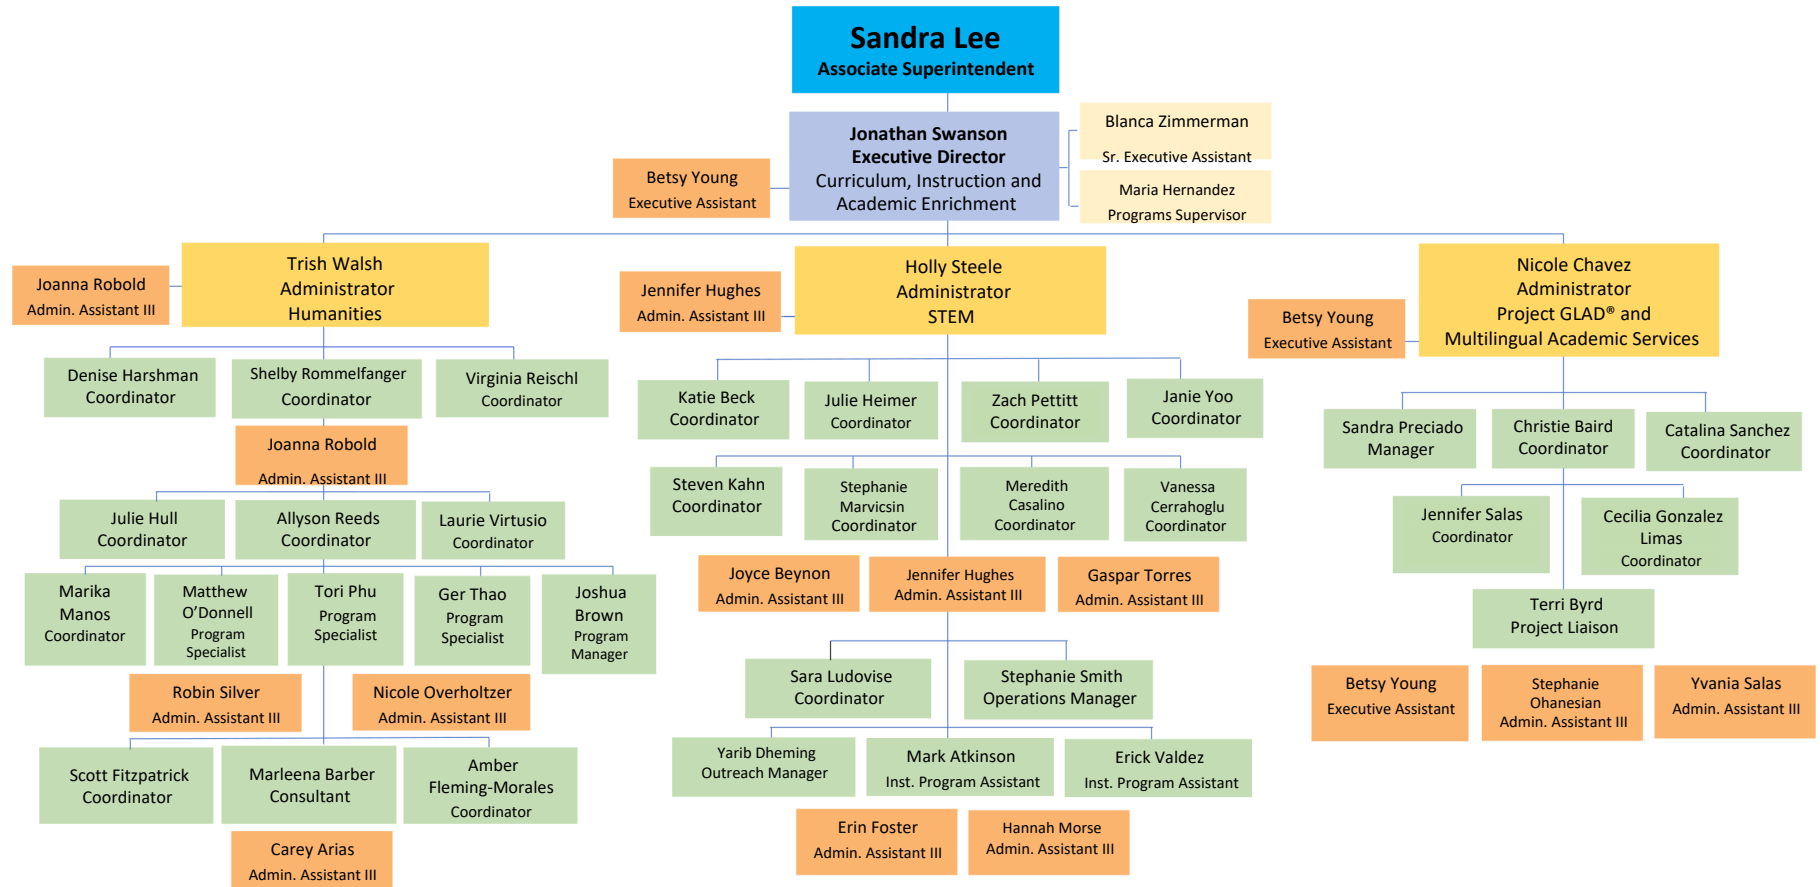 Sandra Lee
Associate Superintendent
Jonathan Swanson
Executive Director
Curriculum, Instruction and
Academic Enrichment
Blanca Zimmerman
Sr. Executive Assistant
Maria Hernandez
Programs Supervisor
Betsy Young
Executive Assistant
Trish Walsh
Administrator
Humanities
Joanna Robold
Admin. Assistant III
Holly Steele
Administrator
STEM
Jennifer Hughes
Admin. Assistant III
Nicole Chavez
Administrator
Project GLAD® and
Multilingual Academic Services
Betsy Young
Executive Assistant
Denise Harshman
Coordinator
Shelby Rommelfanger
Coordinator
Virginia Reischl
Coordinator
Joanna Robold
Admin. Assistant III
Julie Hull
Coordinator
Allyson Reeds
Coordinator
Laurie Virtusio
Coordinator
Marika
Manos
Coordinator
Matthew
O’Donnell
Program
Specialist
Tori Phu
Program
Specialist
Ger Thao
Program
Specialist
Joshua
Brown
Program
Manager
Robin Silver
Admin. Assistant III
Nicole Overholtzer
Admin. Assistant III
Scott Fitzpatrick
Coordinator
Marleena Barber
Consultant
Amber
Fleming-Morales
Coordinator
Carey Arias
Admin. Assistant III
Katie Beck
Coordinator
Julie Heimer
Coordinator
Zach Pettitt
Coordinator
Janie Yoo
Coordinator
Steven Kahn
Coordinator
Stephanie
Marvicsin
Coordinator
Meredith
Casalino
Coordinator
Vanessa
Cerrahoglu
Coordinator
Joyce Beynon
Admin. Assistant III
Jennifer Hughes
Admin. Assistant III
Gaspar Torres
Admin. Assistant III
Sara Ludovise
Coordinator
Stephanie Smith
Operations Manager
Yarib Dheming
Outreach Manager
Mark Atkinson
Inst. Program Assistant
Erick Valdez
Inst. Program Assistant
Erin Foster
Admin. Assistant III
Hannah Morse
Admin. Assistant III
Sandra Preciado
Manager
Christie Baird
Coordinator
Catalina Sanchez
Coordinator
Jennifer Salas
Coordinator
Cecilia Gonzalez
Limas
Coordinator
Terri Byrd
Project Liaison
Betsy Young
Executive Assistant
Stephanie
Ohanesian
Admin. Assistant III
Yvania Salas
Admin. Assistant III